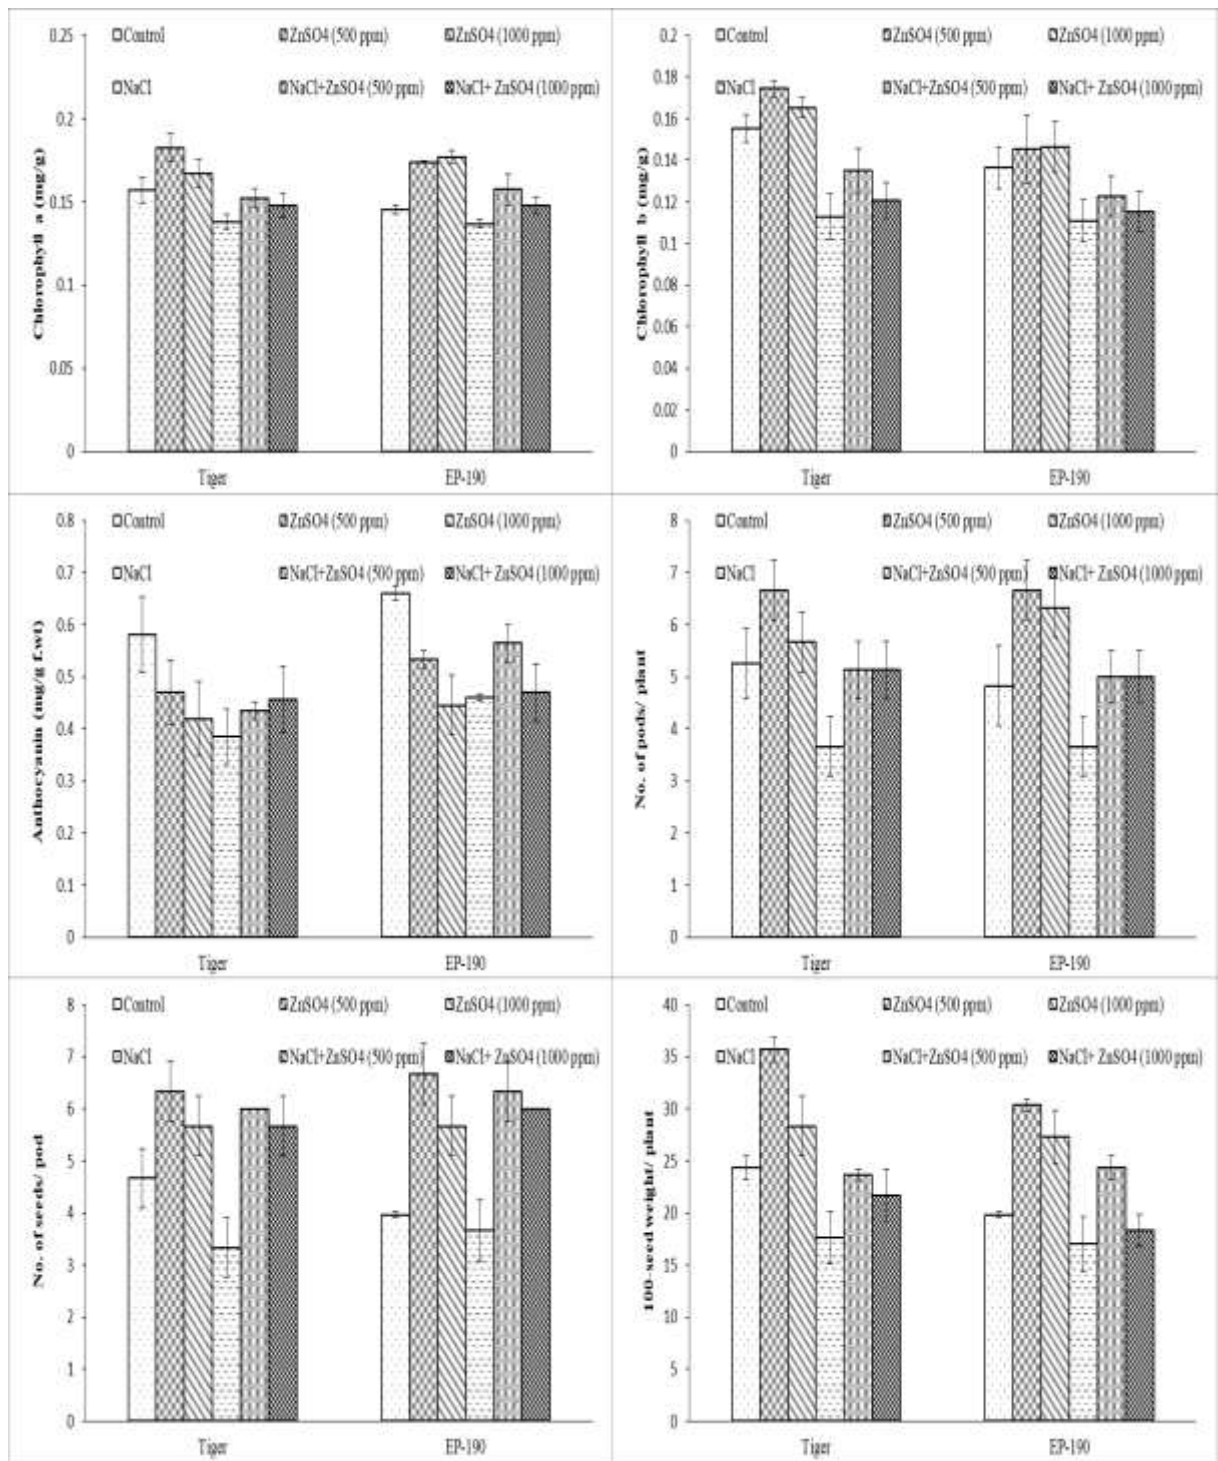 0.25
Control
ZnSO4 (500 ppm)
ZnSO4 (1000 ppm)
NaCl
NaCl+ZnSO4 (500 ppm)
NaCl+ ZnSO4 (1000 ppm)
0.2
0.15
0.1
0.05
0
Chlorophyll a (mg/g)
Tiger
EP-190
0.2
Control
ZnSO4 (500 ppm)
ZnSO4 (1000 ppm)
0.18
NaCl
NaCl+ZnSO4 (500 ppm)
NaCl+ ZnSO4 (1000 ppm)
0.16
0.14
0.12
0.1
0.08
0.06
0.04
0.02
0
Chlorophyll b (mg/g)
Tiger
EP-190
0.8
Control
ZnSO4 (500 ppm)
ZnSO4 (1000 ppm)
0.7
NaCl
NaCl+ZnSO4 (500 ppm)
NaCl+ ZnSO4 (1000 ppm)
0.6
0.5
0.4
0.3
0.2
0.1
0
Anthocyanin (mg/g f.wt)
Tiger
EP-190
8
Control
ZnSO4 (500 ppm)
ZnSO4 (1000 ppm)
7
NaCl
NaCl+ZnSO4 (500 ppm)
NaCl+ ZnSO4 (1000 ppm)
6
5
4
3
2
1
0
No. of pods/ plant
Tiger
EP-190
8
Control
ZnSO4 (500 ppm)
ZnSO4 (1000 ppm)
7
NaCl
NaCl+ZnSO4 (500 ppm)
NaCl+ ZnSO4 (1000 ppm)
6
5
4
3
2
1
0
No. of seeds/ pod
Tiger
EP-190
40
Control
ZnSO4 (500 ppm)
ZnSO4 (1000 ppm)
35
NaCl
NaCl+ZnSO4 (500 ppm)
NaCl+ ZnSO4 (1000 ppm)
30
25
20
15
10
5
0
100-seed weight/ plant
Tiger
EP-190